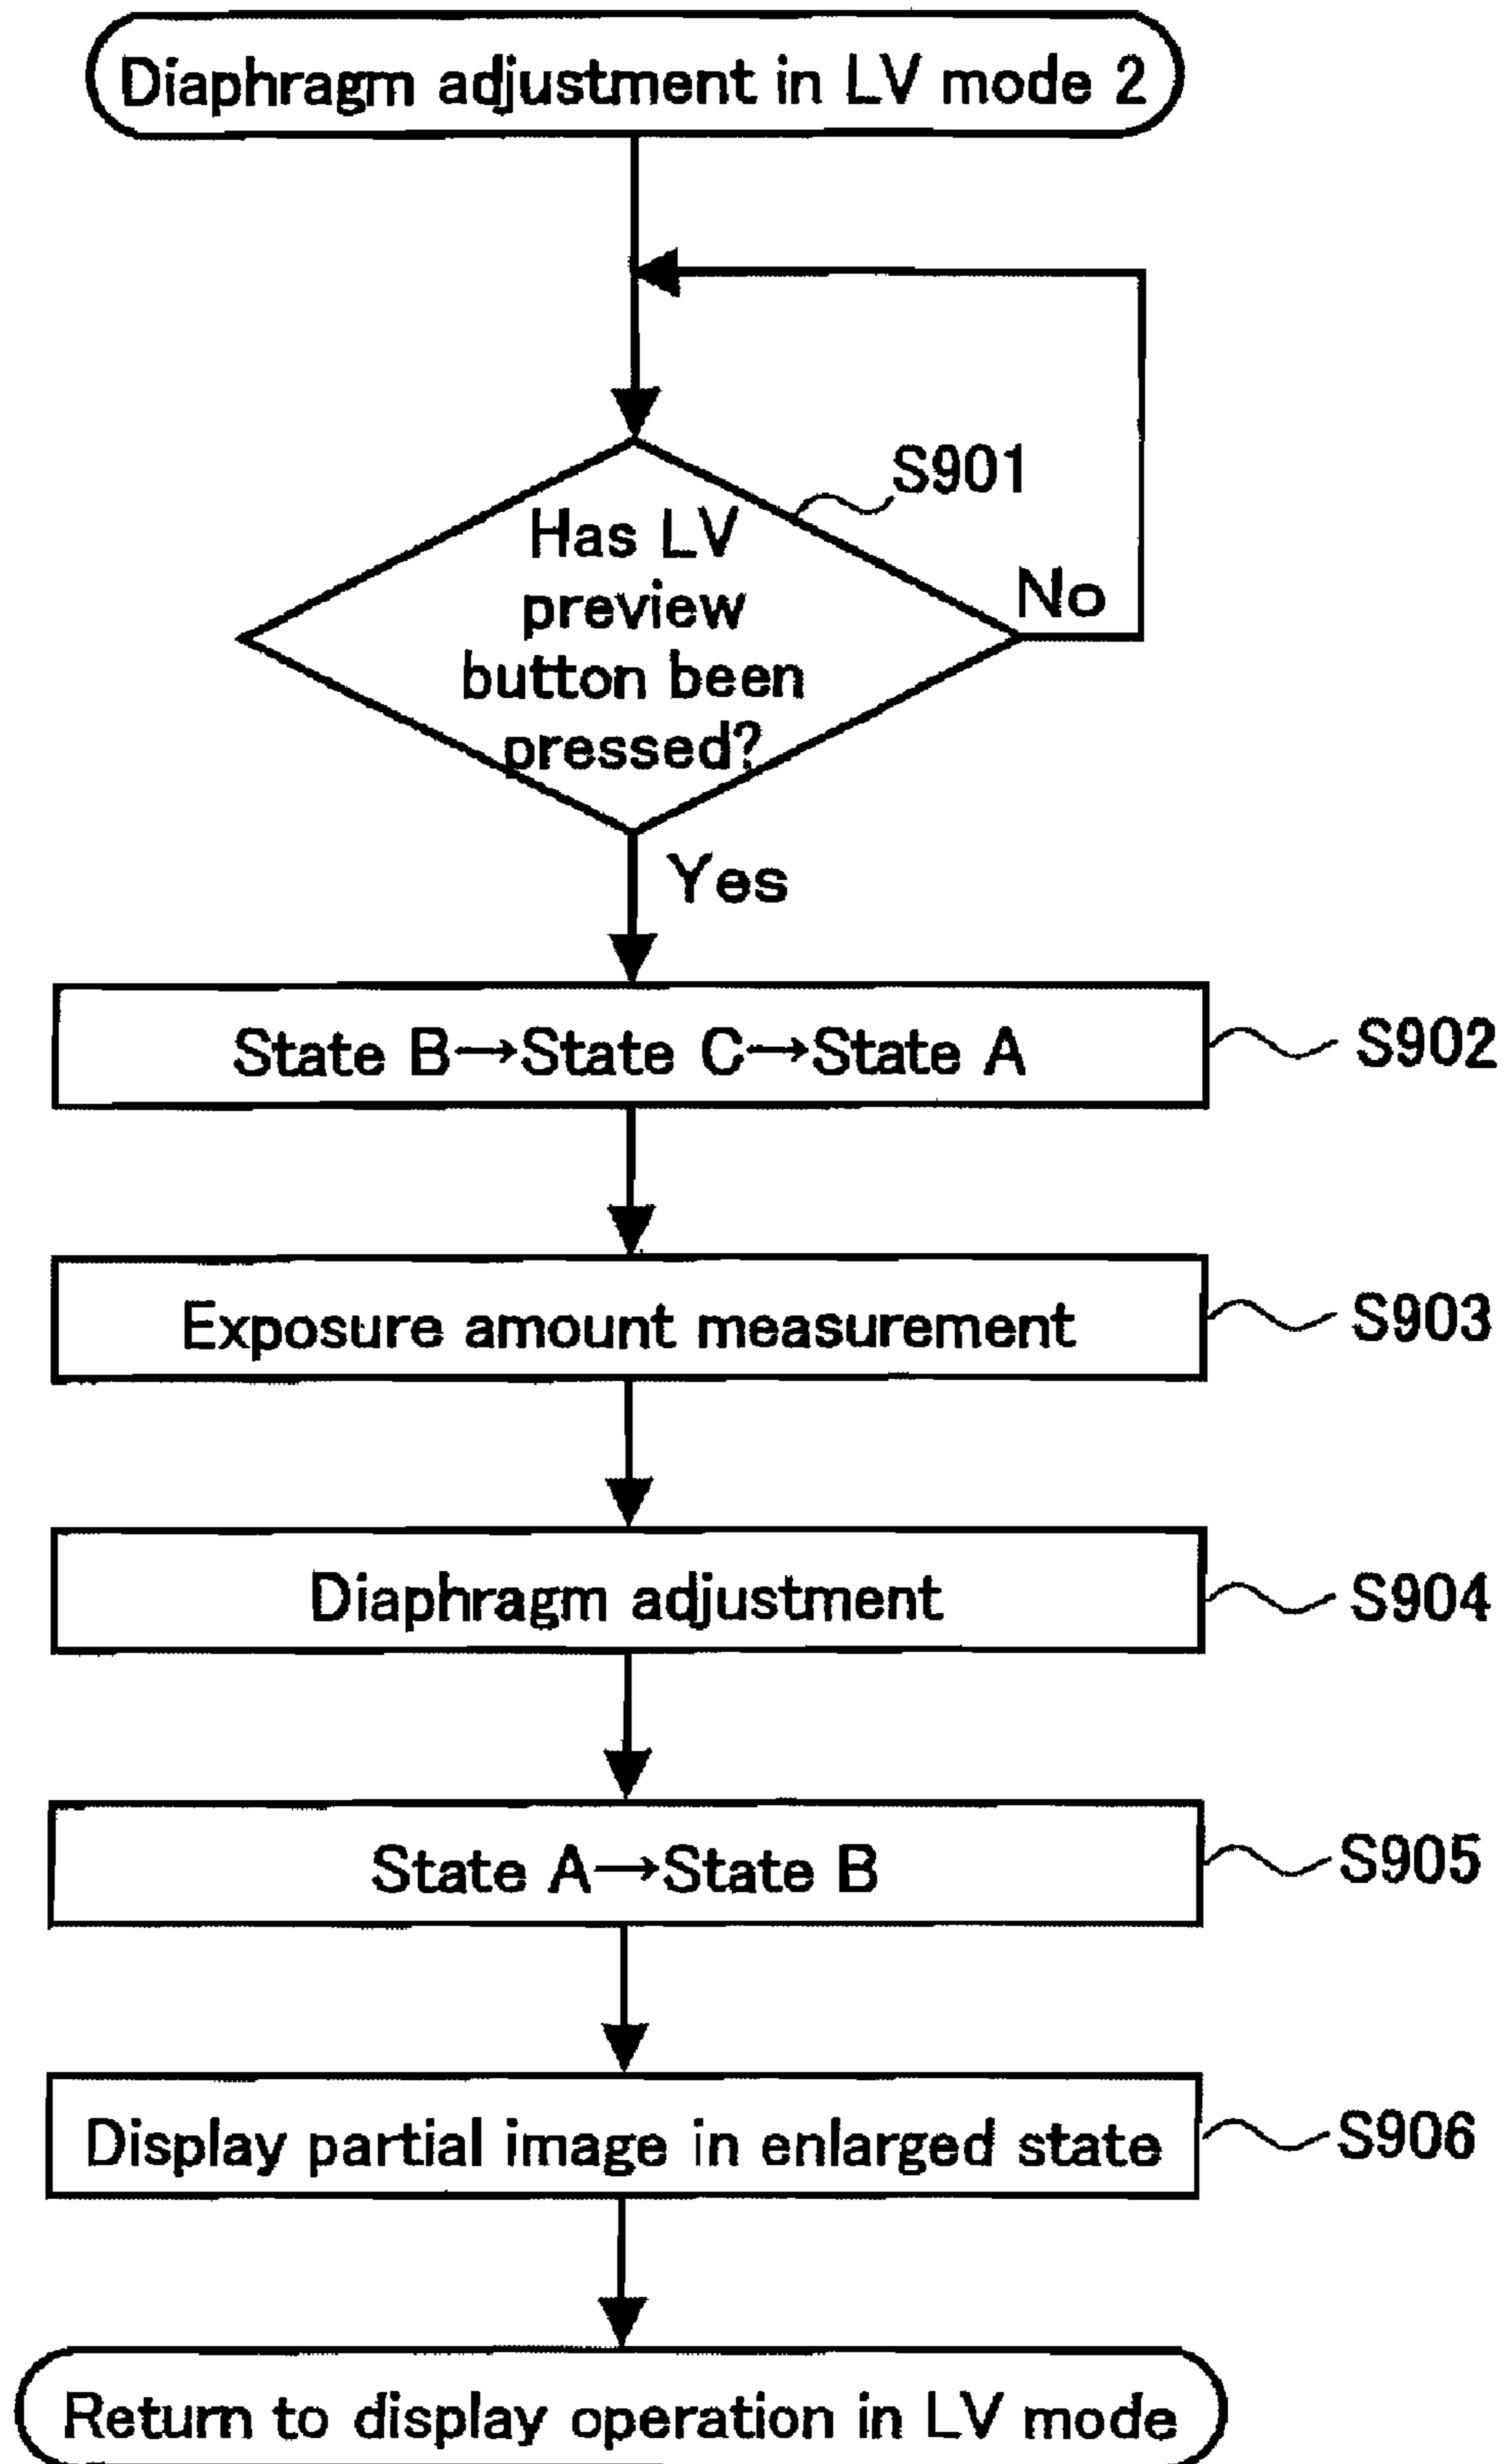 Diaphragm adjustment in LV mode 2
S901
Has LV
preview
button been
pressed?
No
Yes
State B→State C→State A
S902
Exposure amount measurement
S903
Diaphragm adjustment
S904
State A→State B
S905
Display partial image in enlarged state
S906
Return to display operation in LV mode